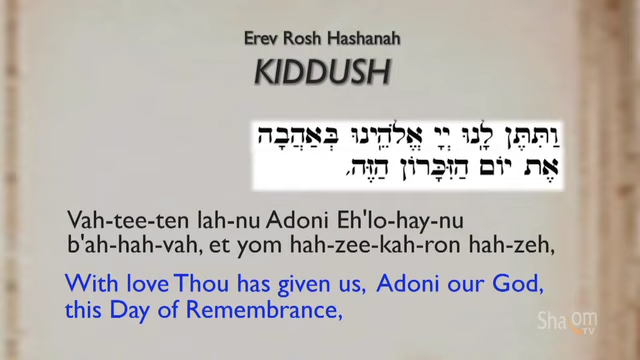 Erev Rosh Hashanah
KIDDUSH
וַתִּתֶּן לָנוּ יְיָ אֱלֹהֵינוּ בְּאַהֲבָה
אֶת יוֹם הַזִּכָּרוֹן הַזֶּה,
Vah-tee-ten lah-nu Adoni Eh'lo-hay-nu
b'ah-hah-vah, et yom hah-zee-kah-ron hah-zeh,
With love Thou has given us, Adoni our God,
this Day of Remembrance,
Shalom
TV